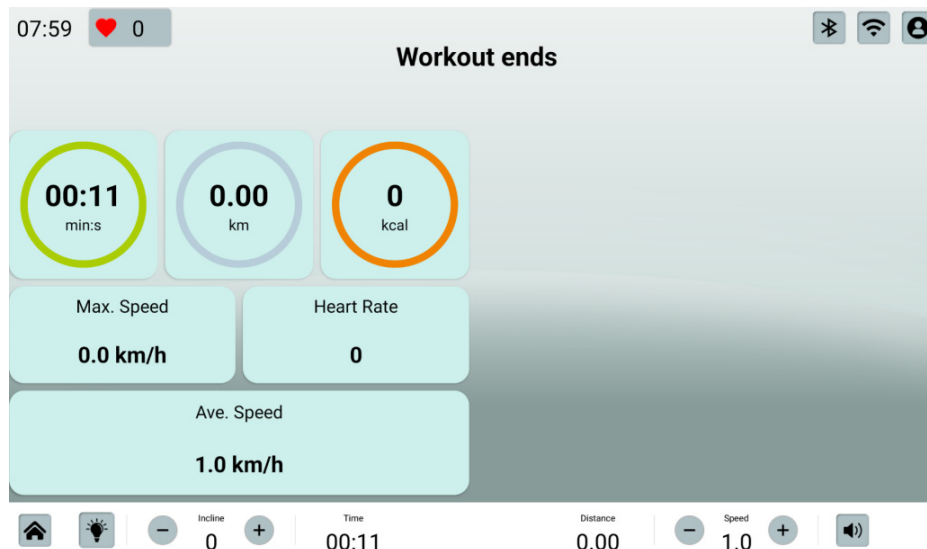 07:59 0
Workout ends
00:11
min:s
0.00
km
0
kcal
Max. Speed
0.0 km/h
Heart Rate
0
Ave. Speed
1.0 km/h
Incline
0
Time
00:11
Distance
0.00
Speed
1.0